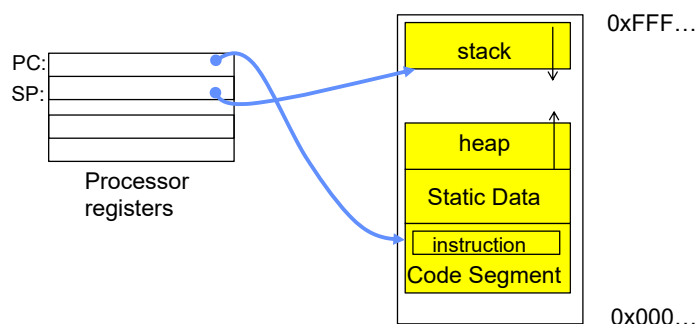 PC:
SP:
Processor
registers
0xFFF...
stack
heap
Static Data
instruction
Code Segment
0x000...